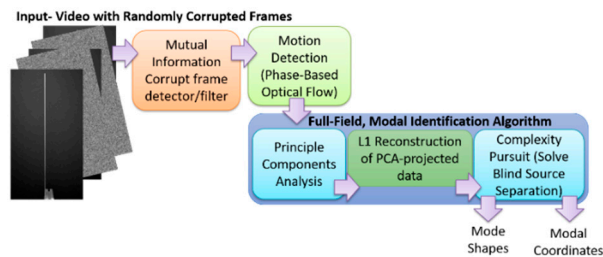 Input- Video with Randomly Corrupted Frames
Mutual
Information
Corrupt frame
detector/filter
Motion
Detection
(Phase-Based
Optical Flow)
Full-Field, Modal Identification Algorithm
Principle
Components
Analysis
L1 Reconstruction
of PCA-projected
data
Complexity
Pursuit (Solve
Blind Source
Separation)
Mode
Shapes
Modal
Coordinates